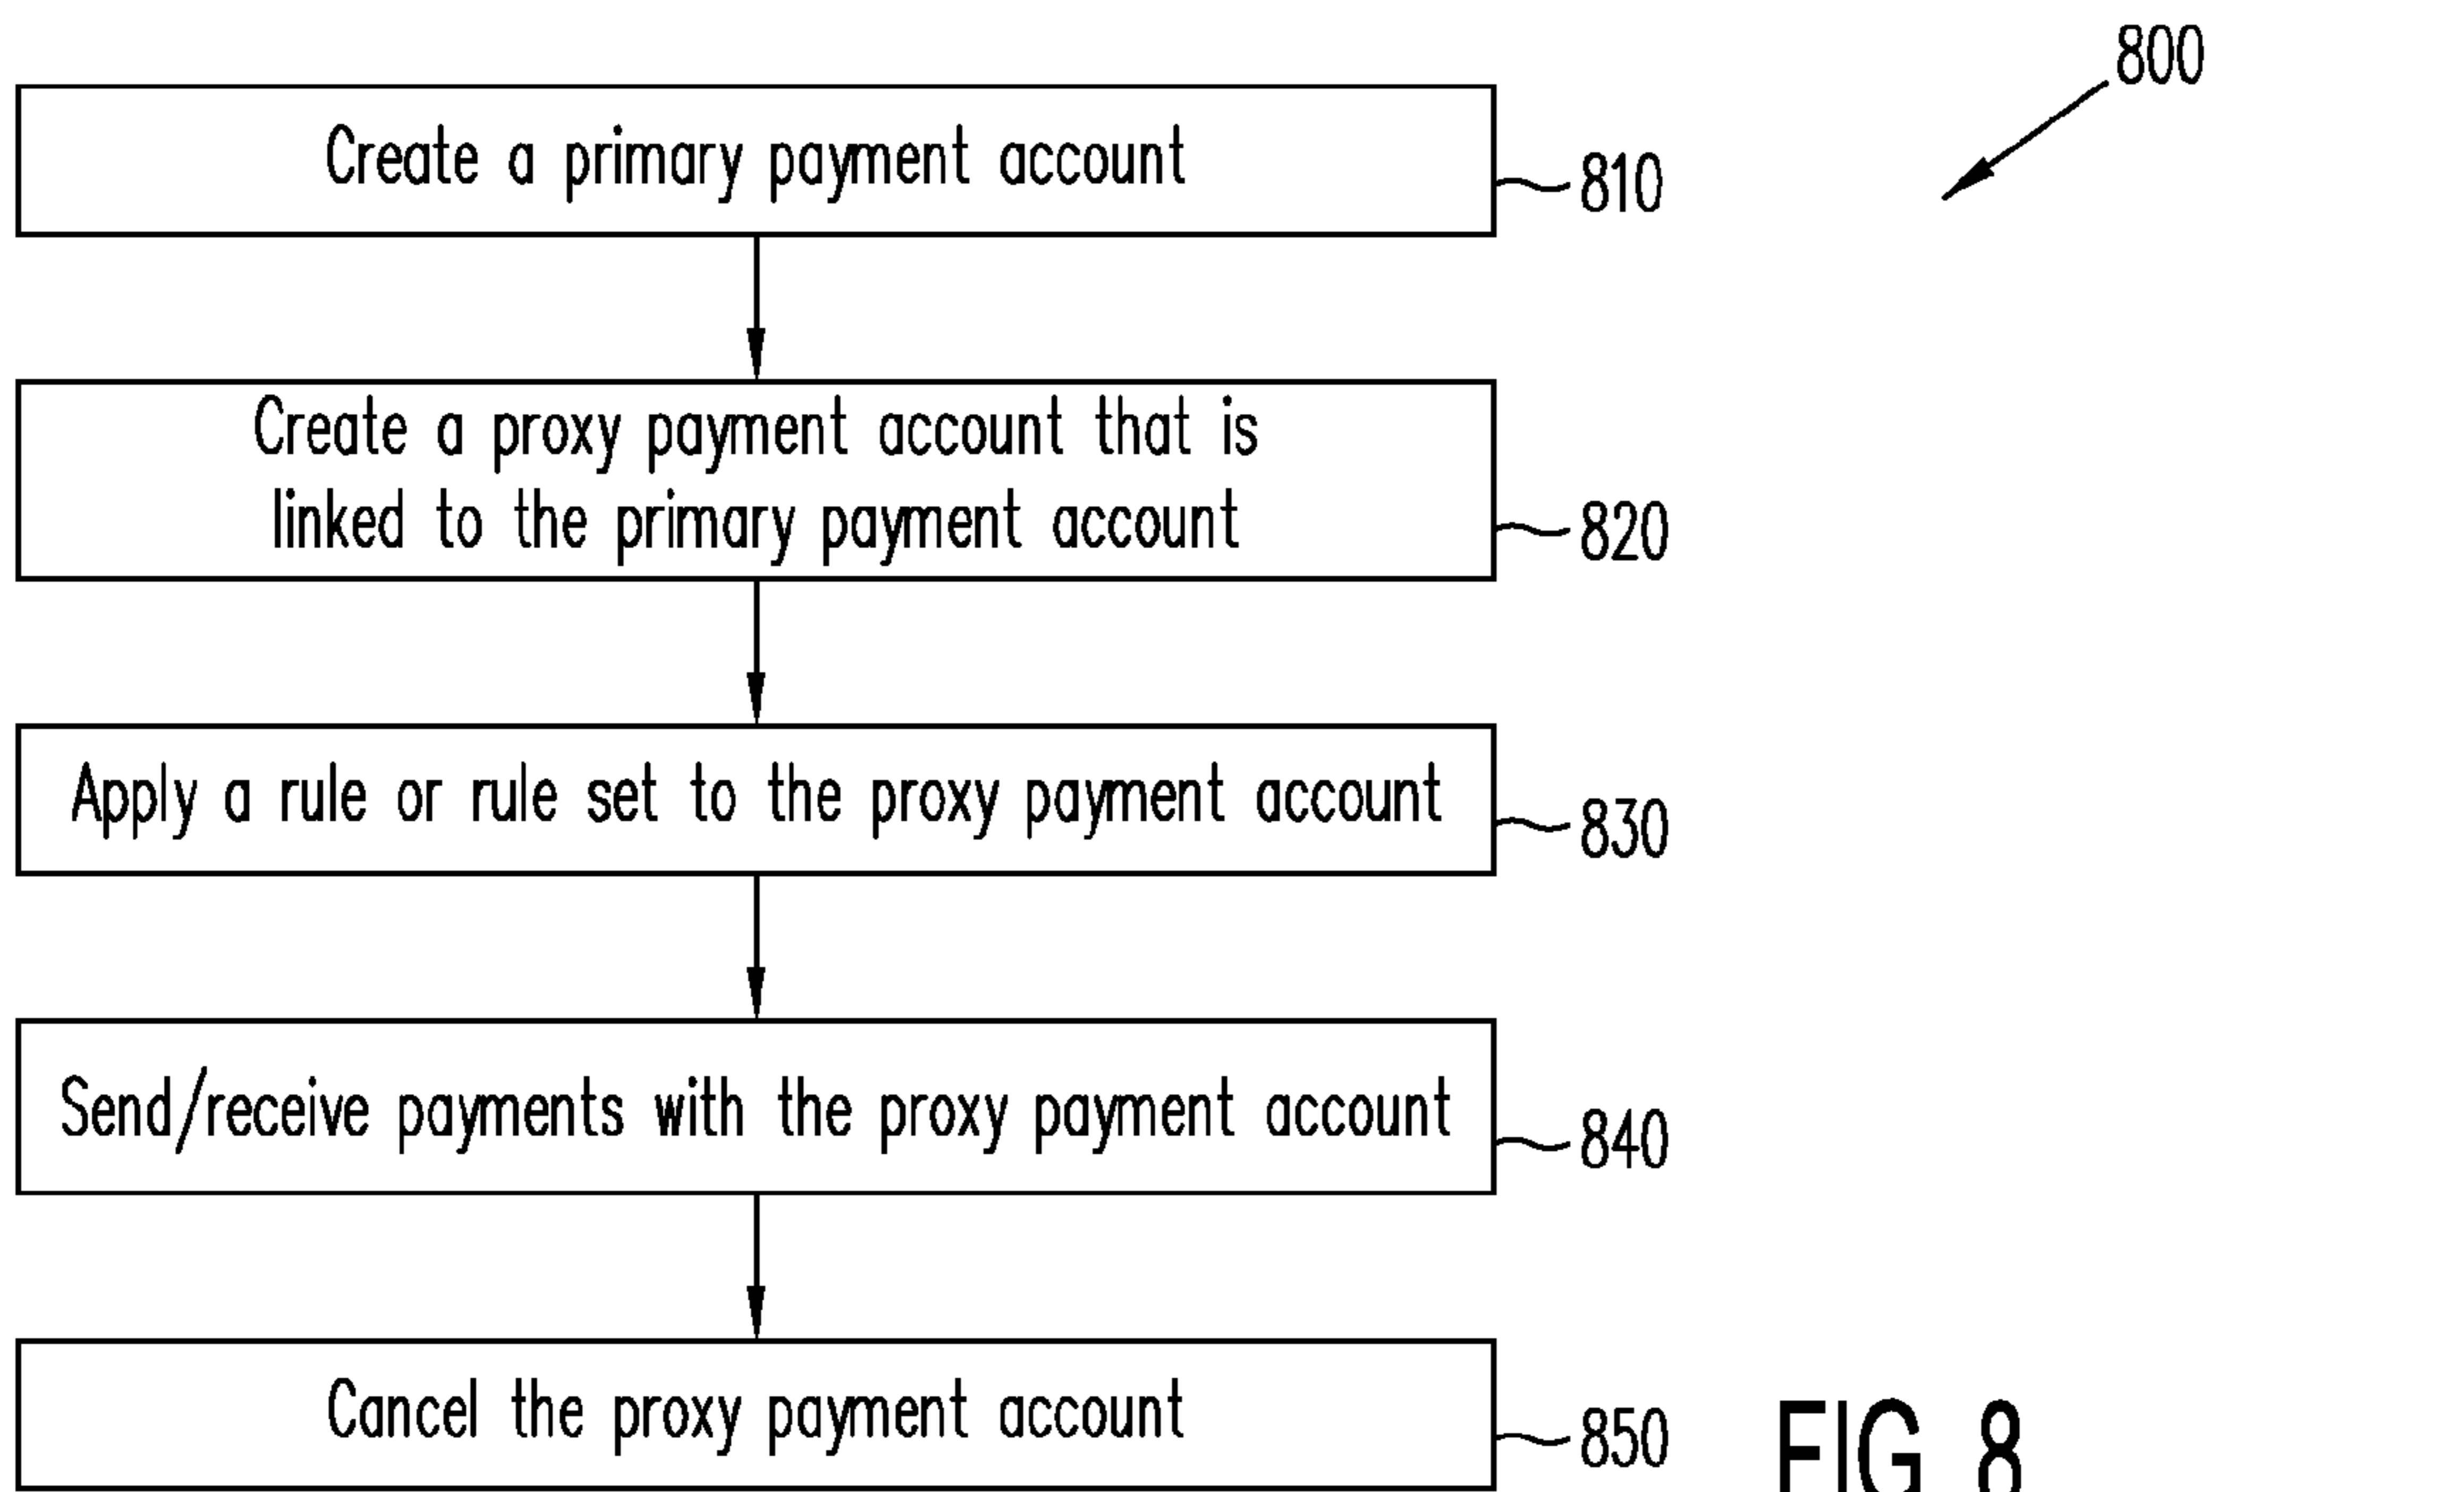 800
Create a primary payment account
810
Create a proxy payment account that is
linked to the primary payment account
820
Apply a rule or rule set to the proxy payment account
830
Send/receive payments with the proxy payment account
840
Cancel the proxy payment account
850
FIG 8